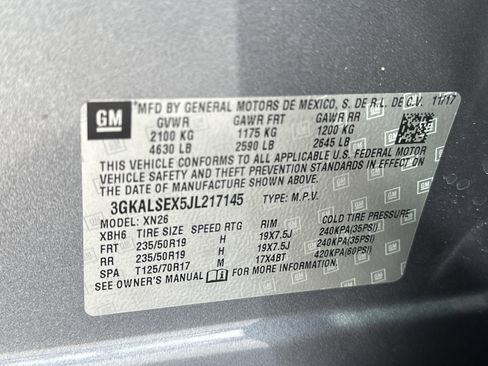 GM
*MFD BY GENERAL MOTORS DE MEXICO, S. DE R.L. DE C.V. 11/17
GVWR GAWR FRT GAWR RR
2100 KG 1175 KG 1200 KG
4630 LB 2590 LB 2645 LB
THIS VEHICLE CONFORMS TO ALL APPLICABLE U.S. FEDERAL MOTOR
VEHICLE SAFETY AND THEFT PREVENTION STANDARDS IN EFFECT
ON THE DATE OF MANUFACTURE SHOWN ABOVE.
3GKALSEX5JL217145 TYPE: M.P.V.
MODEL: XN26
XBH6 TIRE SIZE SPEED RTG RIM COLD TIRE PRESSURE
FRT 235/50R19 H 19X7.5J 240KPA(35PSI)
RR 235/50R19 H 19X7.5J 240KPA(35PSI)
SPA T125/70R17 M 17X4BT 420KPA(60PSI)
SEE OWNER'S MANUAL FOR MORE INFORMATION.